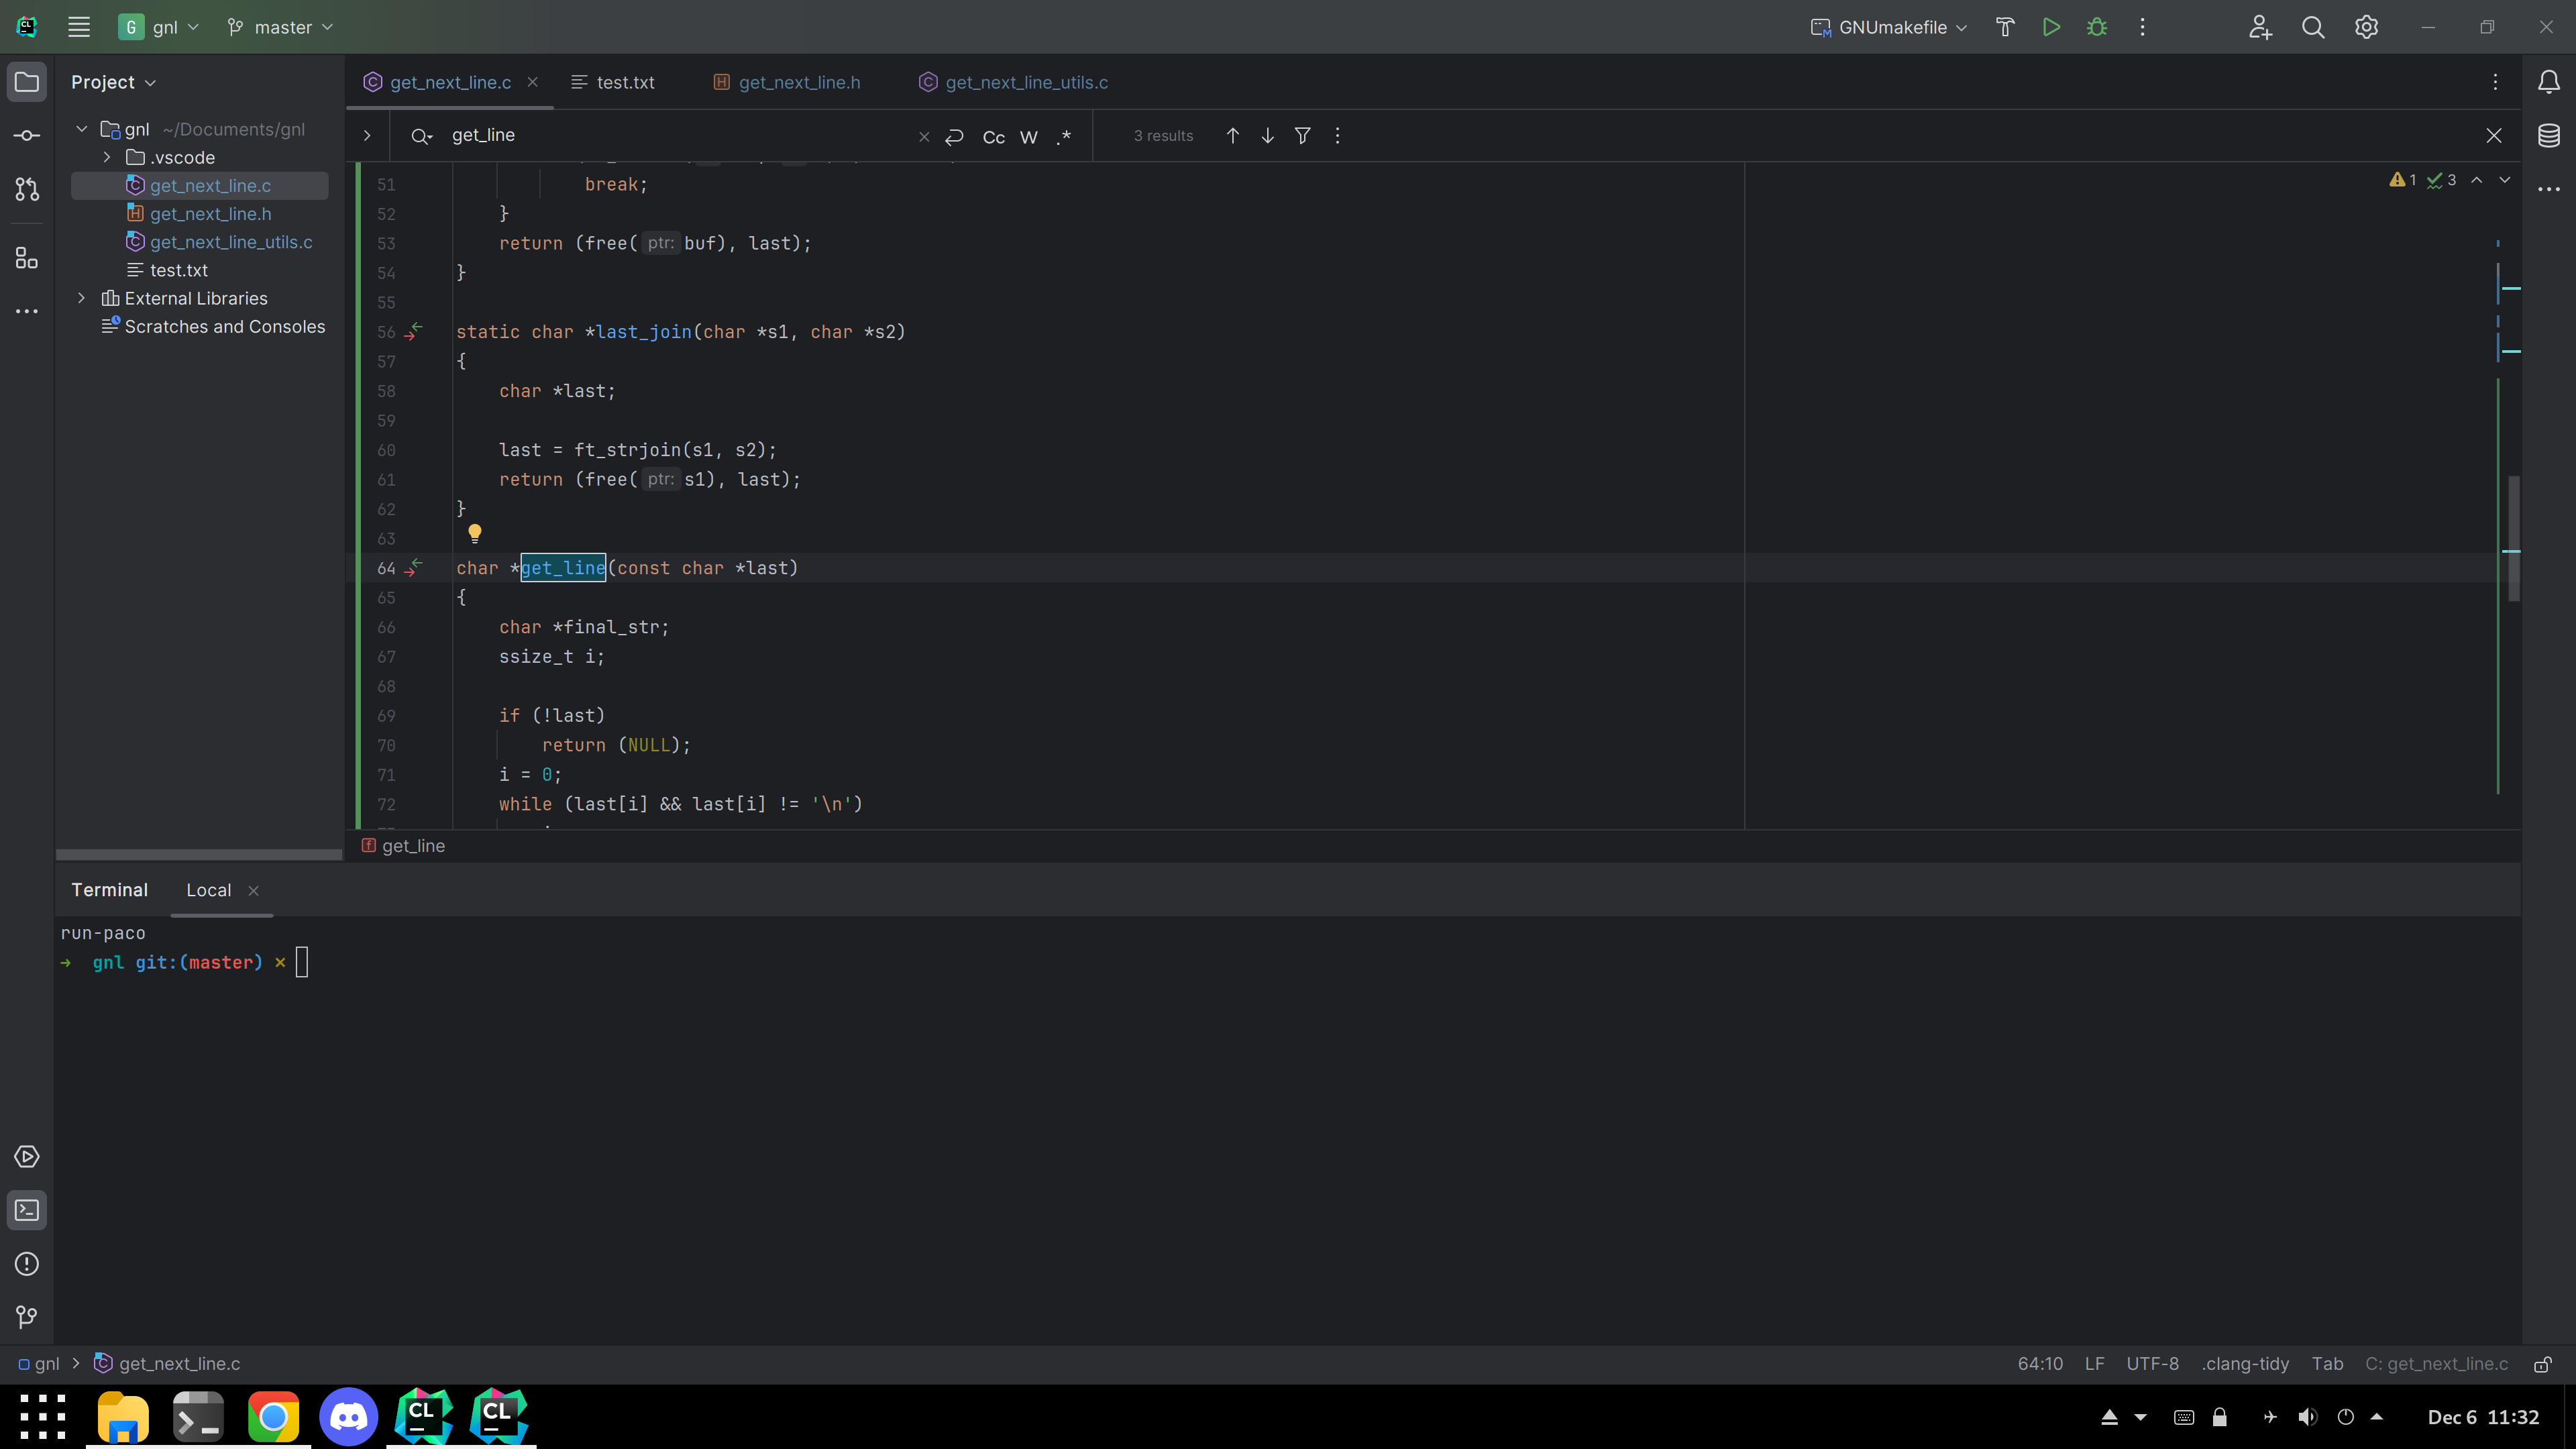 CL
G gnl
master
GNUmakefile
Project
get_next_line.c
test.txt
get_next_line.h
get_next_line_utils.c
gnl ~/Documents/gnl
.vscode
get_next_line.c
get_next_line.h
get_next_line_utils.c
test.txt
External Libraries
Scratches and Consoles
get_line
Cc W .*
3 results
1 3
51 break;
52 }
53 return (free( ptr: buf), last);
54 }
55
56 static char *last_join(char *s1, char *s2)
57 {
58 char *last;
59
60 last = ft_strjoin(s1, s2);
61 return (free( ptr: s1), last);
62 }
63
64 char *get_line(const char *last)
65 {
66 char *final_str;
67 ssize_t i;
68
69 if (!last)
70 return (NULL);
71 i = 0;
72 while (last[i] && last[i] != '\n')
f get_line
Terminal Local
run-paco
➜ gnl git:(master) ×
gnl > get_next_line.c
64:10 LF UTF-8 .clang-tidy Tab C: get_next_line.c
CL
CL
Dec 6 11:32